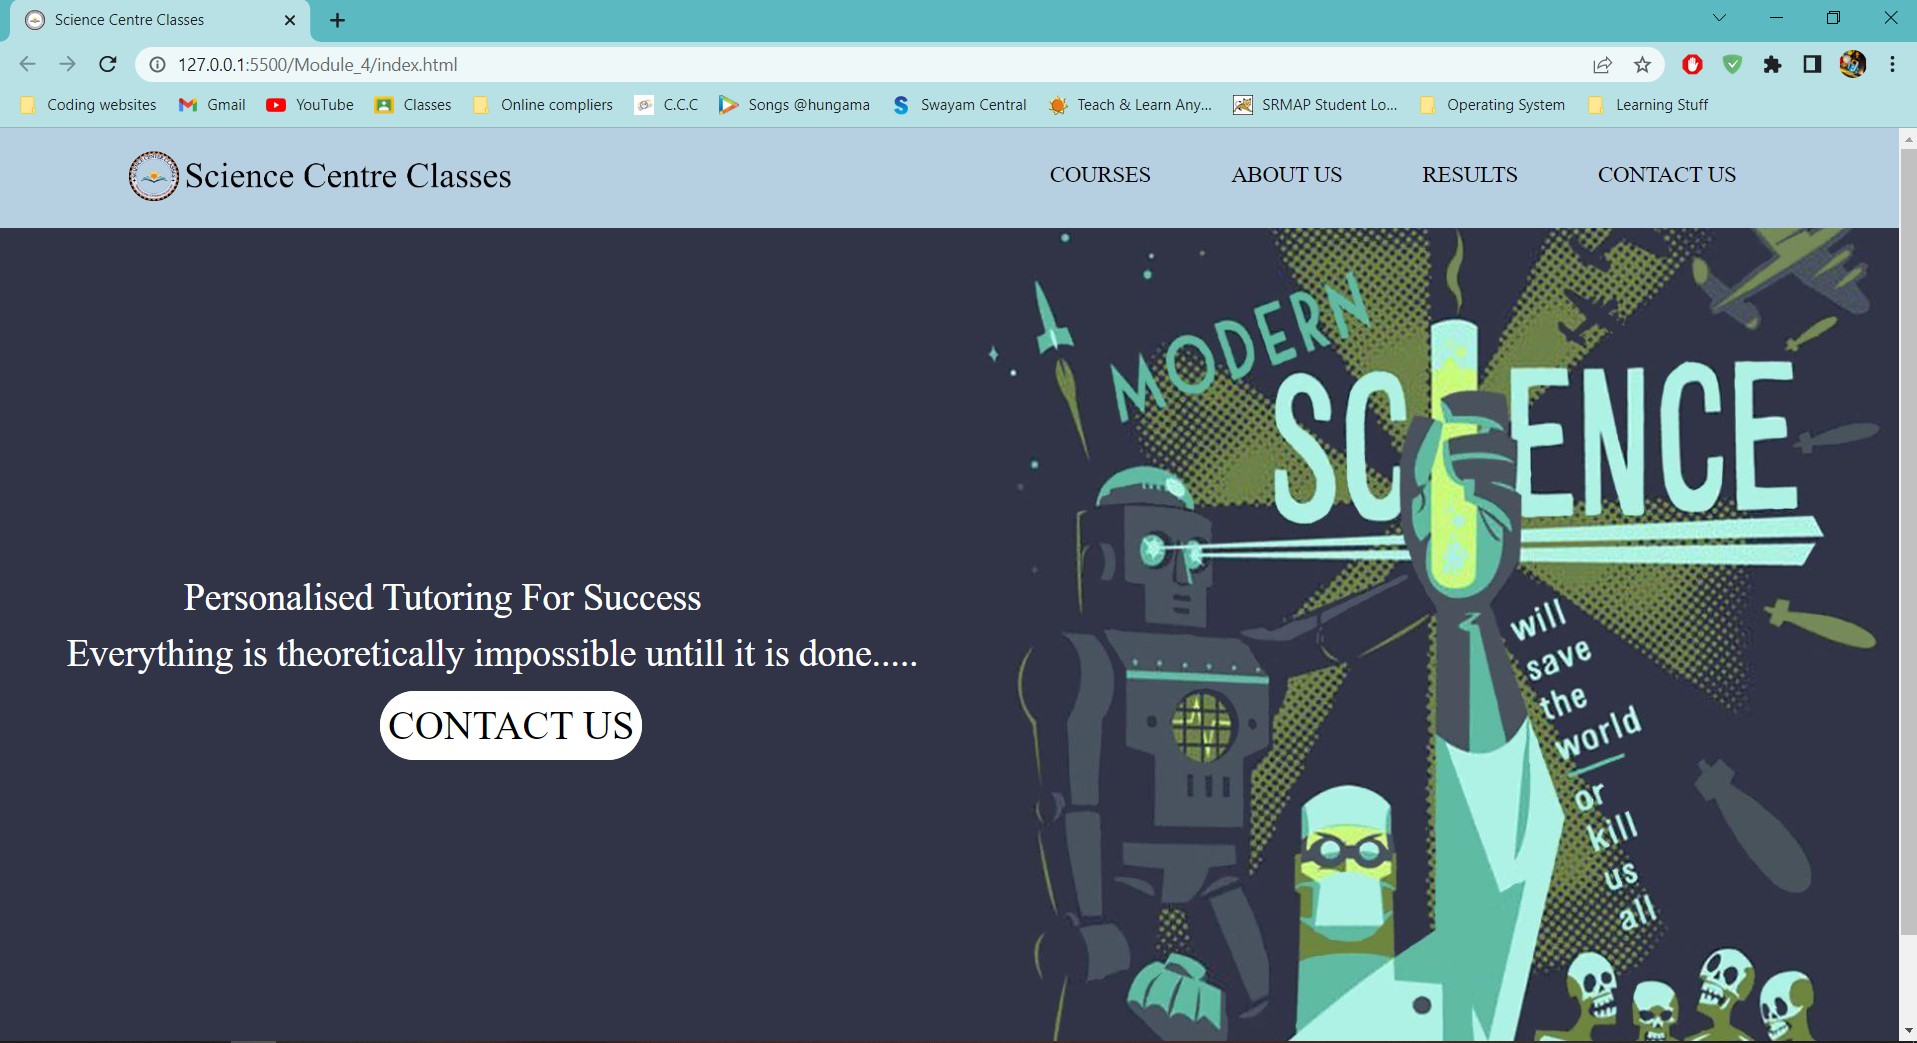 Science Centre Classes
127.0.0.1:5500/Module_4/index.html
Coding websites Gmail YouTube Classes Online compliers C.C.C Songs @hungama Swayam Central Teach & Learn Any... SRMAP Student Lo... Operating System Learning Stuff
Science Centre Classes COURSES ABOUT US RESULTS CONTACT US
MODERN
SCIENCE
Personalised Tutoring For Success
Everything is theoretically impossible untill it is done.....
CONTACT US
will
save
the
world
or
kill
us
all